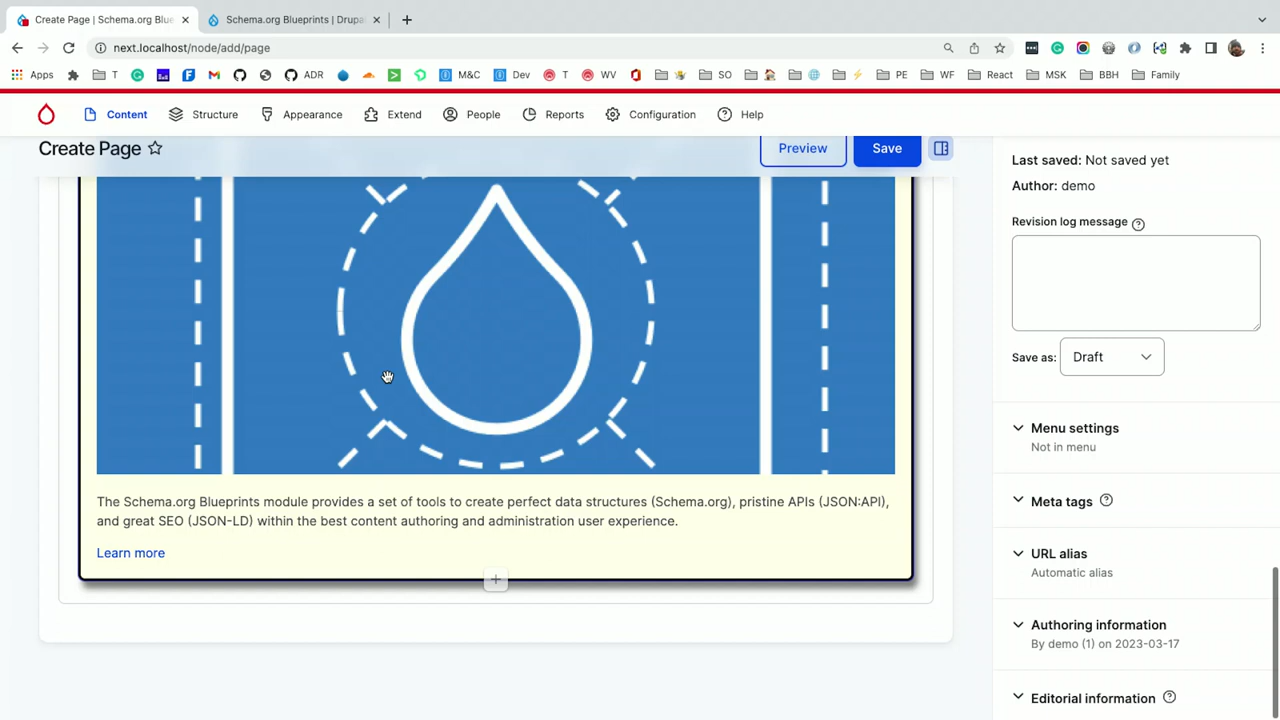 Create Page | Schema.org Blue
Schema.org Blueprints | Drupa
next.localhost/node/add/page
Apps
T
ADR
M&C
Dev
T
WV
SO
PE
WF
React
MSK
BBH
Family
Content
Structure
Appearance
Extend
People
Reports
Configuration
Help
Create Page
Preview
Save
Last saved: Not saved yet
Author: demo
Revision log message
Save as:
Draft
Menu settings
Not in menu
Meta tags
URL alias
Automatic alias
Authoring information
By demo (1) on 2023-03-17
Editorial information
The Schema.org Blueprints module provides a set of tools to create perfect data structures (Schema.org), pristine APIs (JSON:API),
and great SEO (JSON-LD) within the best content authoring and administration user experience.
Learn more